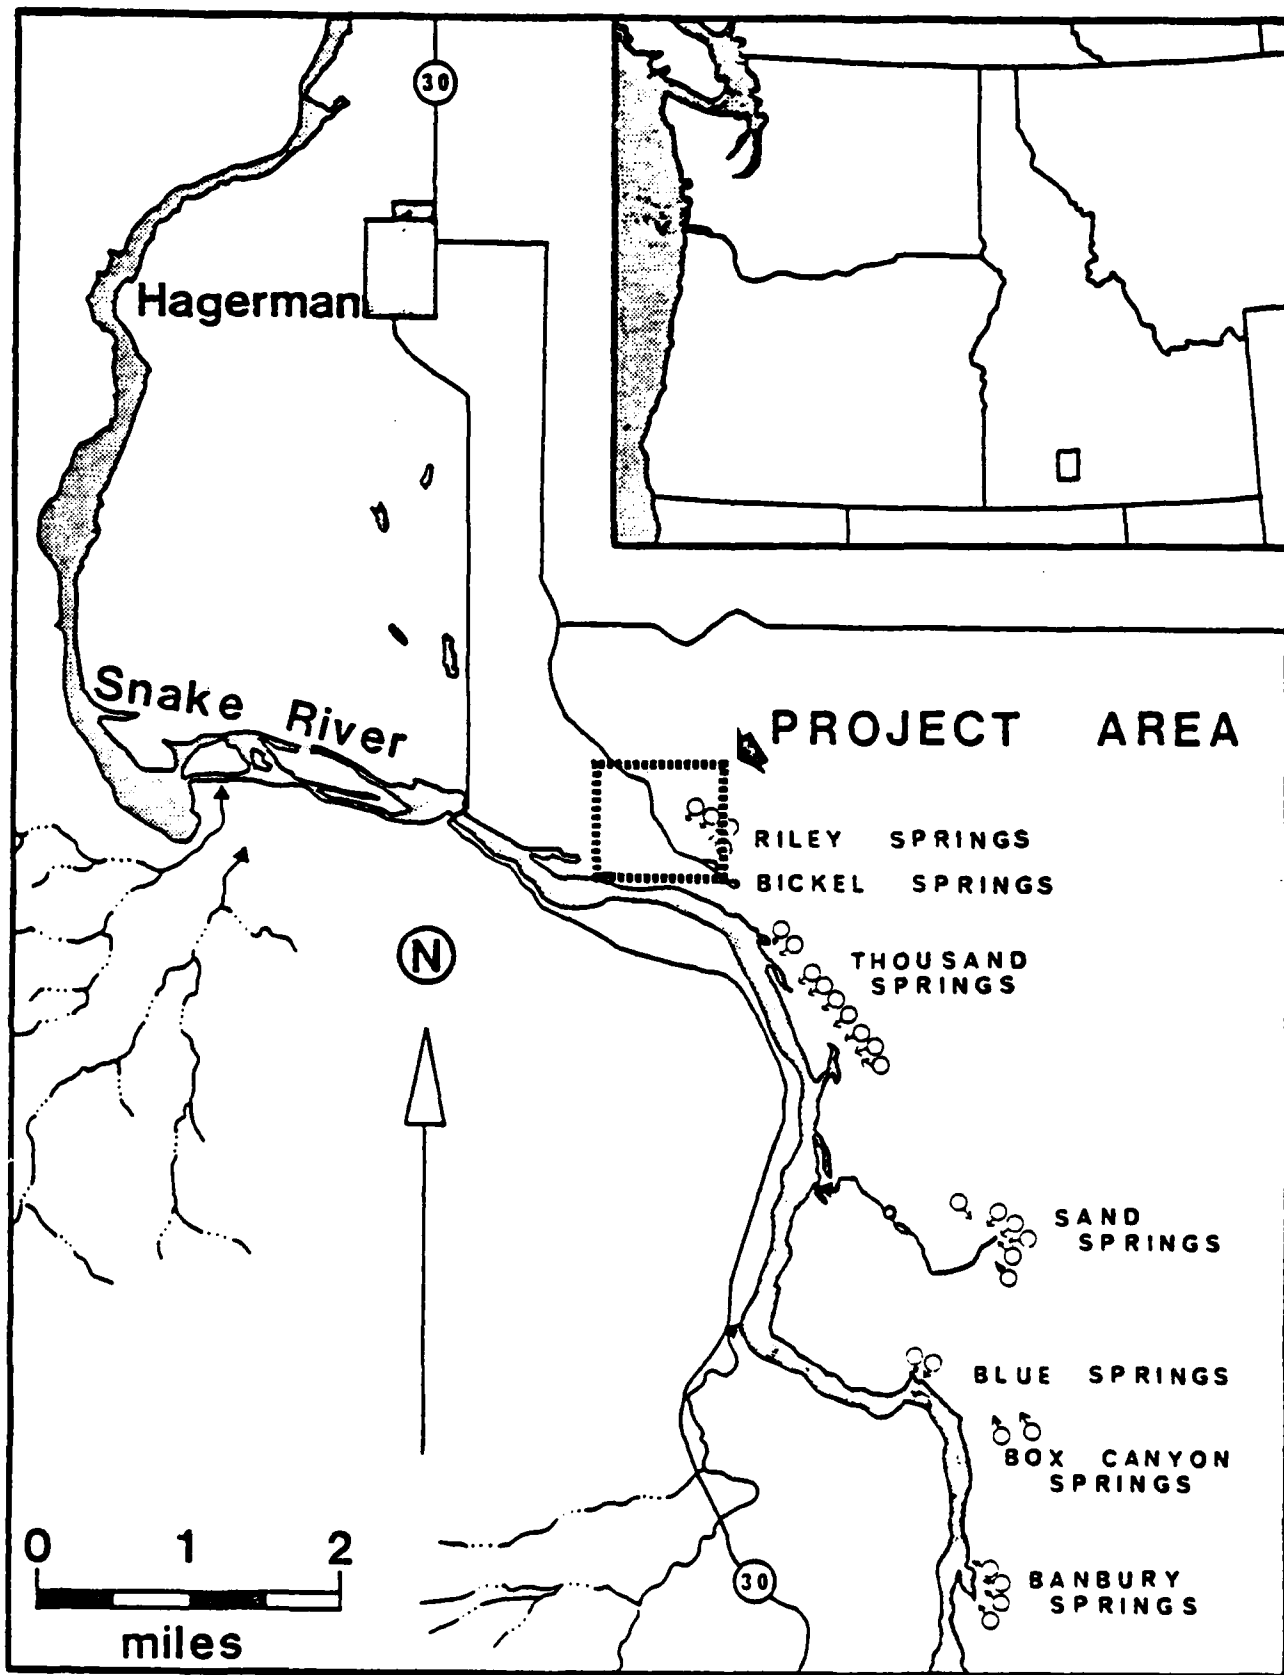 30
Hagerman
Snake River
PROJECT AREA
RILEY SPRINGS
BICKEL SPRINGS
N
THOUSAND
SPRINGS
SAND
SPRINGS
BLUE SPRINGS
BOX CANYON
SPRINGS
0 1 2
30
BANBURY
SPRINGS
miles